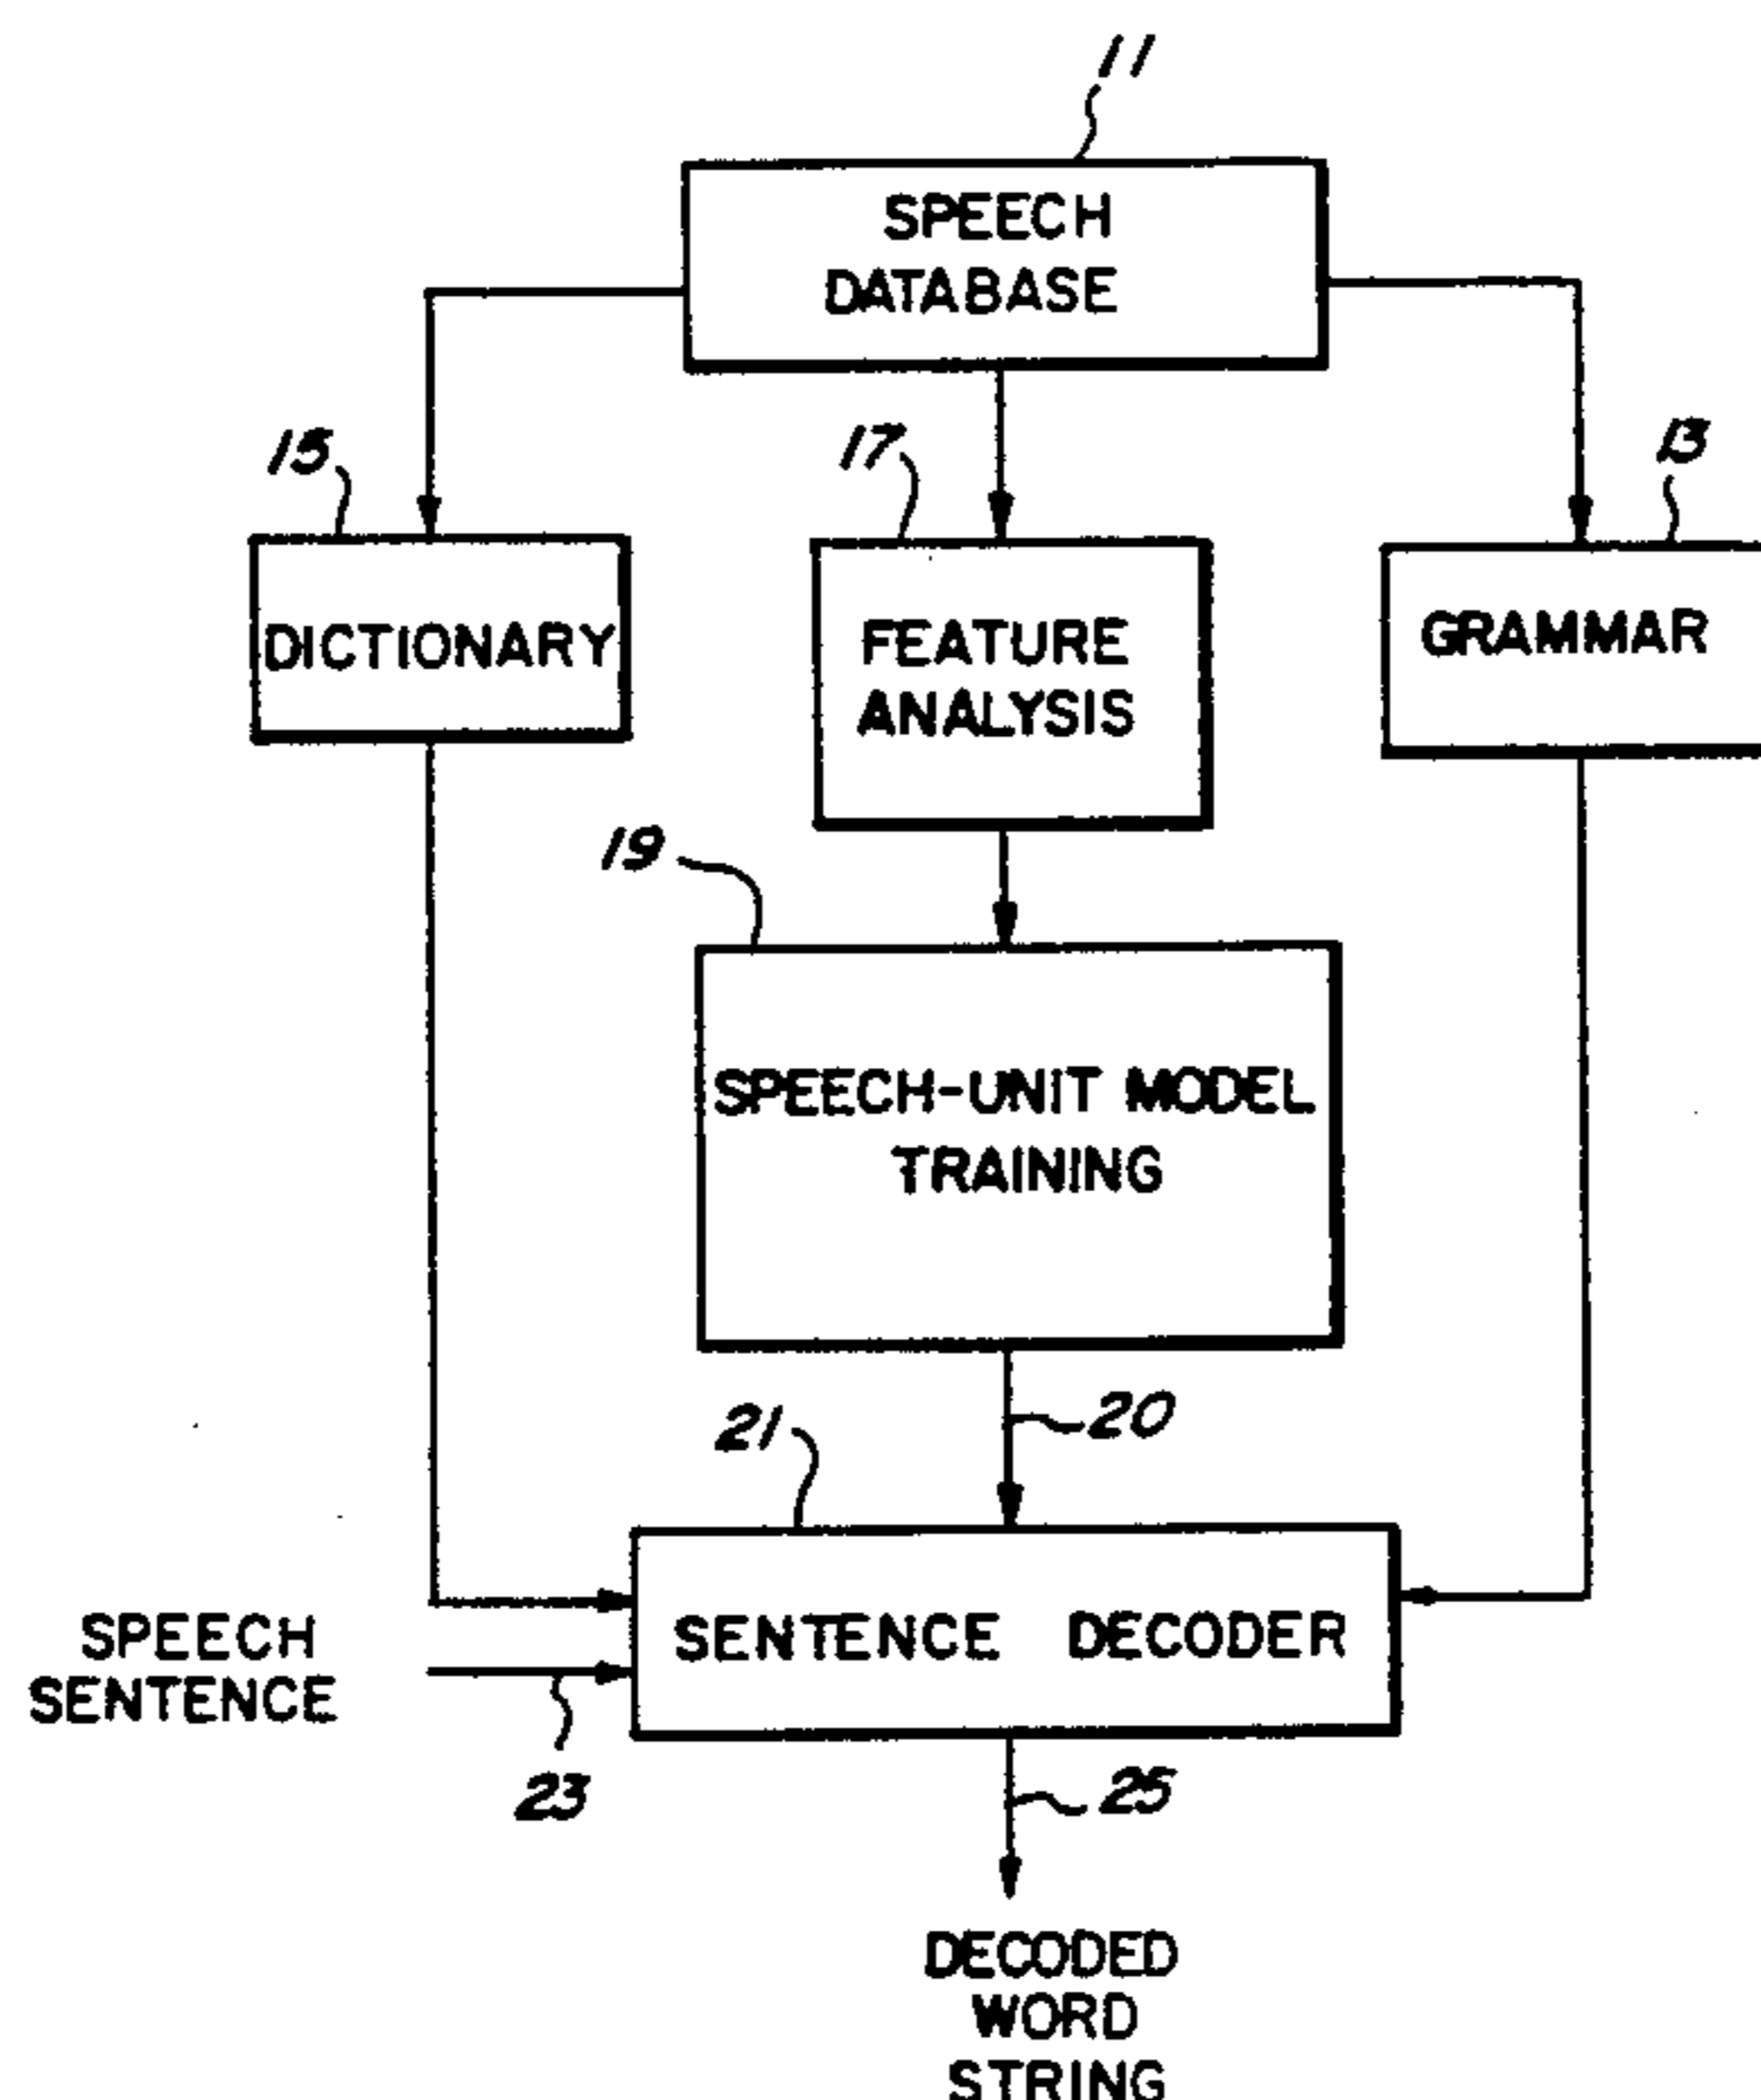 11
SPEECH
DATABASE
15
17
13
DICTIONARY
FEATURE
ANALYSIS
GRAMMAR
19
SPEECH-UNIT MODEL
TRAINING
20
21
SENTENCE DECODER
SPEECH
SENTENCE
23
25
DECODED
WORD
STRING